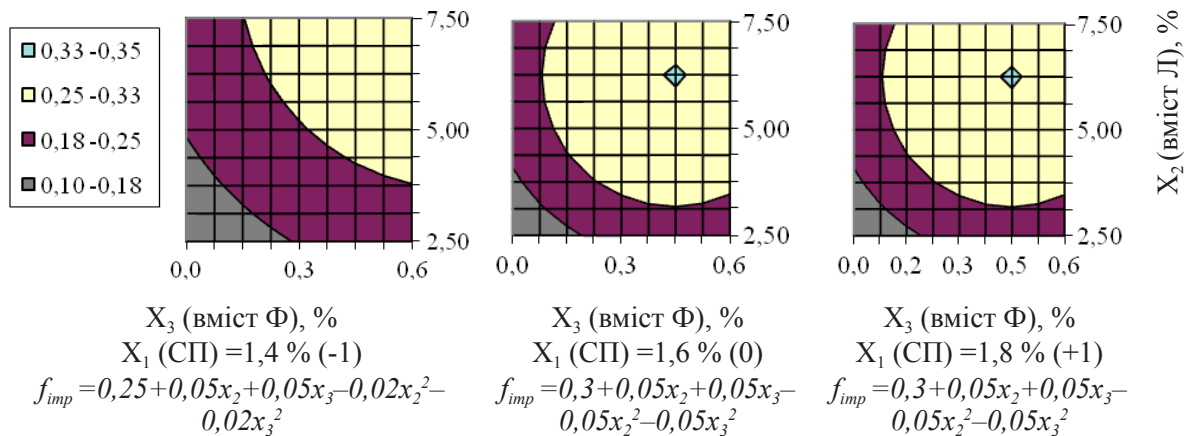 0,33 -0,35
0,25 -0,33
0,18 -0,25
0,10 -0,18
7,50
5,00
2,50
0,0 0,3 0,6
X₃ (вміст Ф), %
X₁ (СП) =1,4 % (-1)
f_imp =0,25+0,05x₂+0,05x₃–0,02x₂²–
0,02x₃²
7,50
5,00
2,50
0,0 0,3 0,6
X₃ (вміст Ф), %
X₁ (СП) =1,6 % (0)
f_imp =0,3+0,05x₂+0,05x₃–
0,05x₂²–0,05x₃²
7,50
5,00
2,50
0,0 0,2 0,3 0,5 0,6
X₃ (вміст Ф), %
X₁ (СП) =1,8 % (+1)
f_imp =0,3+0,05x₂+0,05x₃–
0,05x₂²–0,05x₃²
X₂ (вміст Л), %